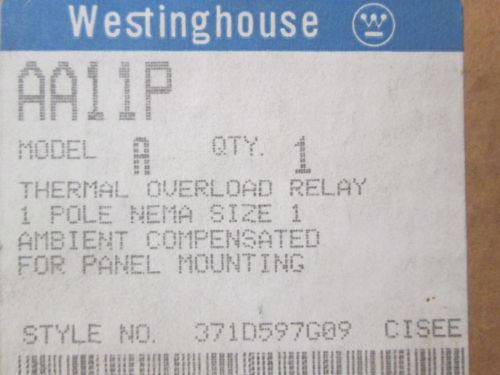 Westinghouse
AA11P
MODEL A QTY. 1
THERMAL OVERLOAD RELAY
1 POLE NEMA SIZE 1
AMBIENT COMPENSATED
FOR PANEL MOUNTING
STYLE NO. 371D597G09 CISEE